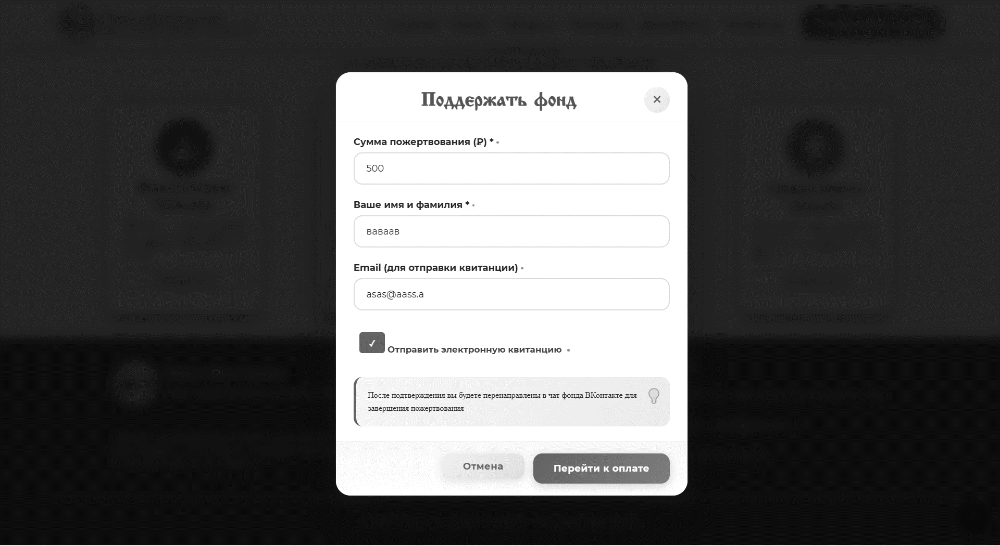 Поддержать фонд
×
Сумма пожертвования (₽) * •
500
Ваше имя и фамилия * •
ваваав
Email (для отправки квитанции) •
asas@aass.a
✓ Отправить электронную квитанцию •
После подтверждения вы будете перенаправлены в чат фонда ВКонтакте для
завершения пожертвования
Отмена
Перейти к оплате